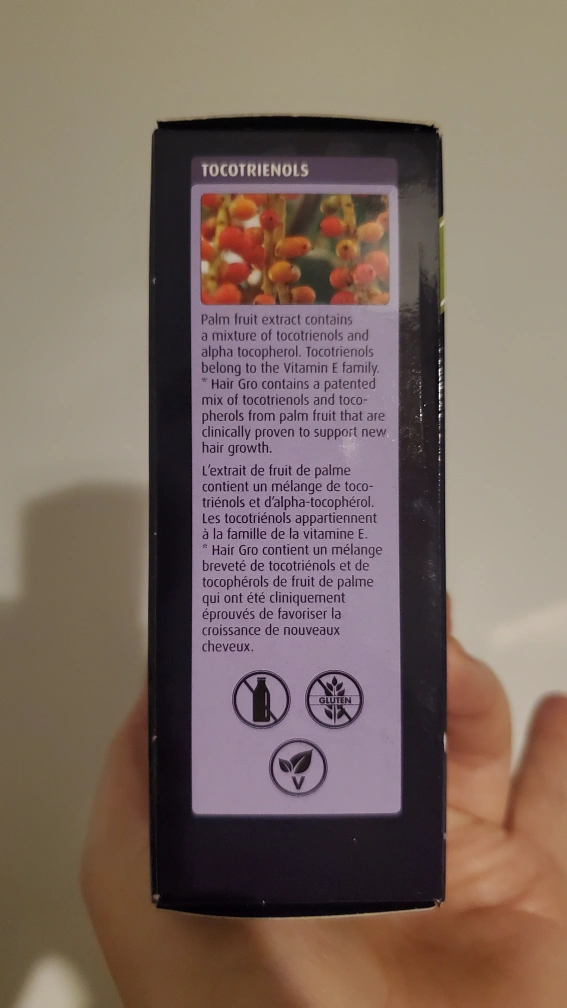 TOCOTRIENOLS
Palm fruit extract contains
a mixture of tocotrienols and
alpha tocopherol. Tocotrienols
belong to the Vitamin E family.
* Hair Gro contains a patented
mix of tocotrienols and toco-
pherols from palm fruit that are
clinically proven to support new
hair growth.
L'extrait de fruit de palme
contient un mélange de toco-
triénols et d'alpha-tocophérol.
Les tocotriénols appartiennent
à la famille de la vitamine E.
* Hair Gro contient un mélange
breveté de tocotriénols et de
tocophérols de fruit de palme
qui ont été cliniquement
éprouvés de favoriser la
croissance de nouveaux
cheveux.
GLUTEN
V